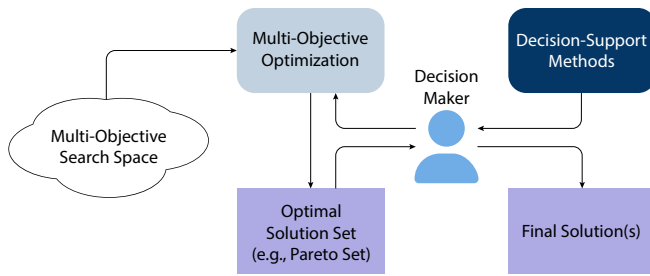 Multi-Objective
Optimization
Decision-Support
Methods
Decision
Maker
Multi-Objective
Search Space
Optimal
Solution Set
(e.g., Pareto Set)
Final Solution(s)